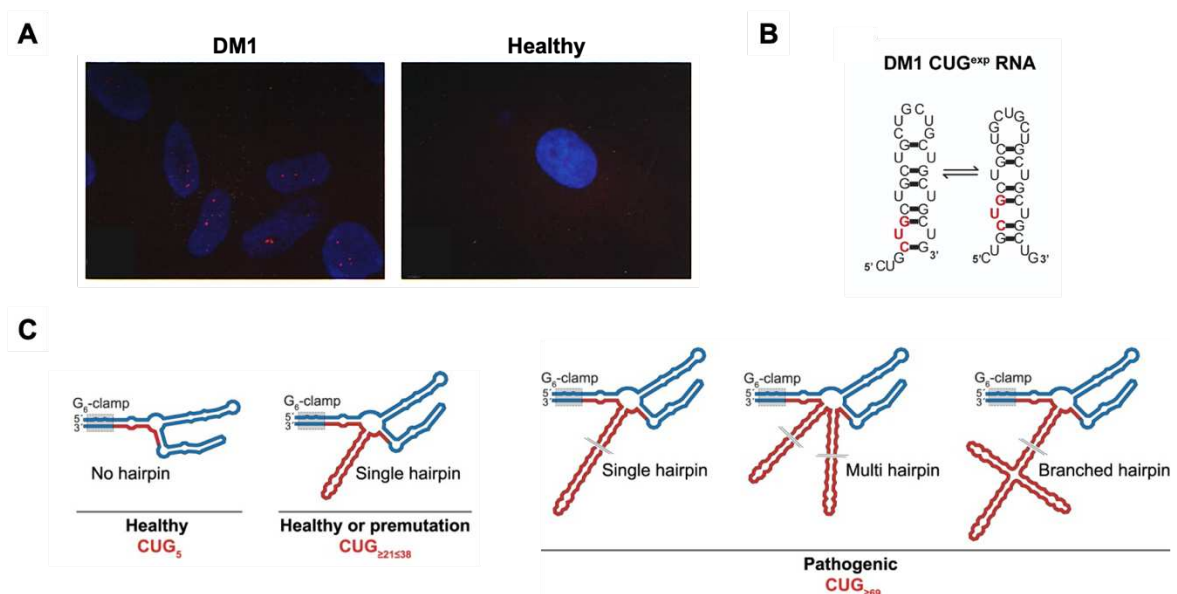 A
DM1
Healthy
B
DM1 CUGexp RNA
5' CU
G
3'
5'
3'
C
G6-clamp
5'
3'
No hairpin
Healthy
CUG5
G6-clamp
5'
3'
Single hairpin
Healthy or premutation
CUG≥21≤38
G6-clamp
5'
3'
Single hairpin
G6-clamp
5'
3'
Multi hairpin
G6-clamp
5'
3'
Branched hairpin
Pathogenic
CUG≥69